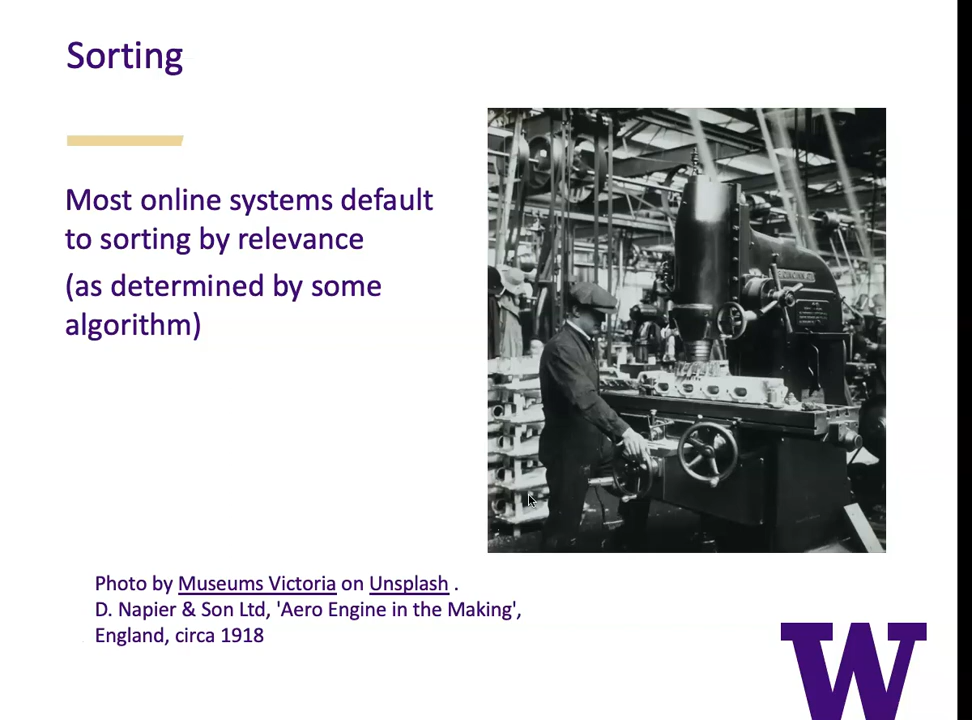 Sorting
Most online systems default
to sorting by relevance
(as determined by some
algorithm)
Photo by Museums Victoria on Unsplash .
D. Napier & Son Ltd, 'Aero Engine in the Making',
England, circa 1918
W